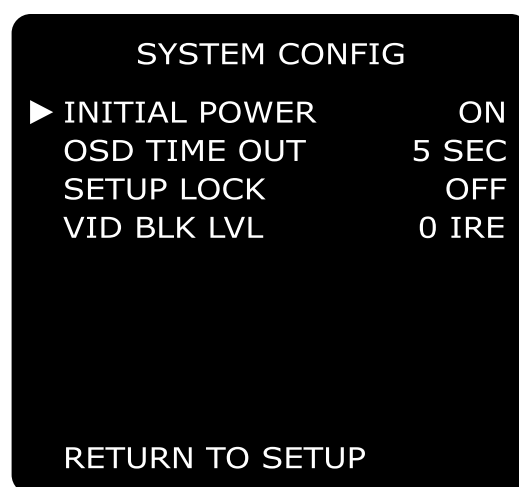 SYSTEM CONFIG
INITIAL POWER ON
OSD TIME OUT 5 SEC
SETUP LOCK OFF
VID BLK LVL 0 IRE
RETURN TO SETUP